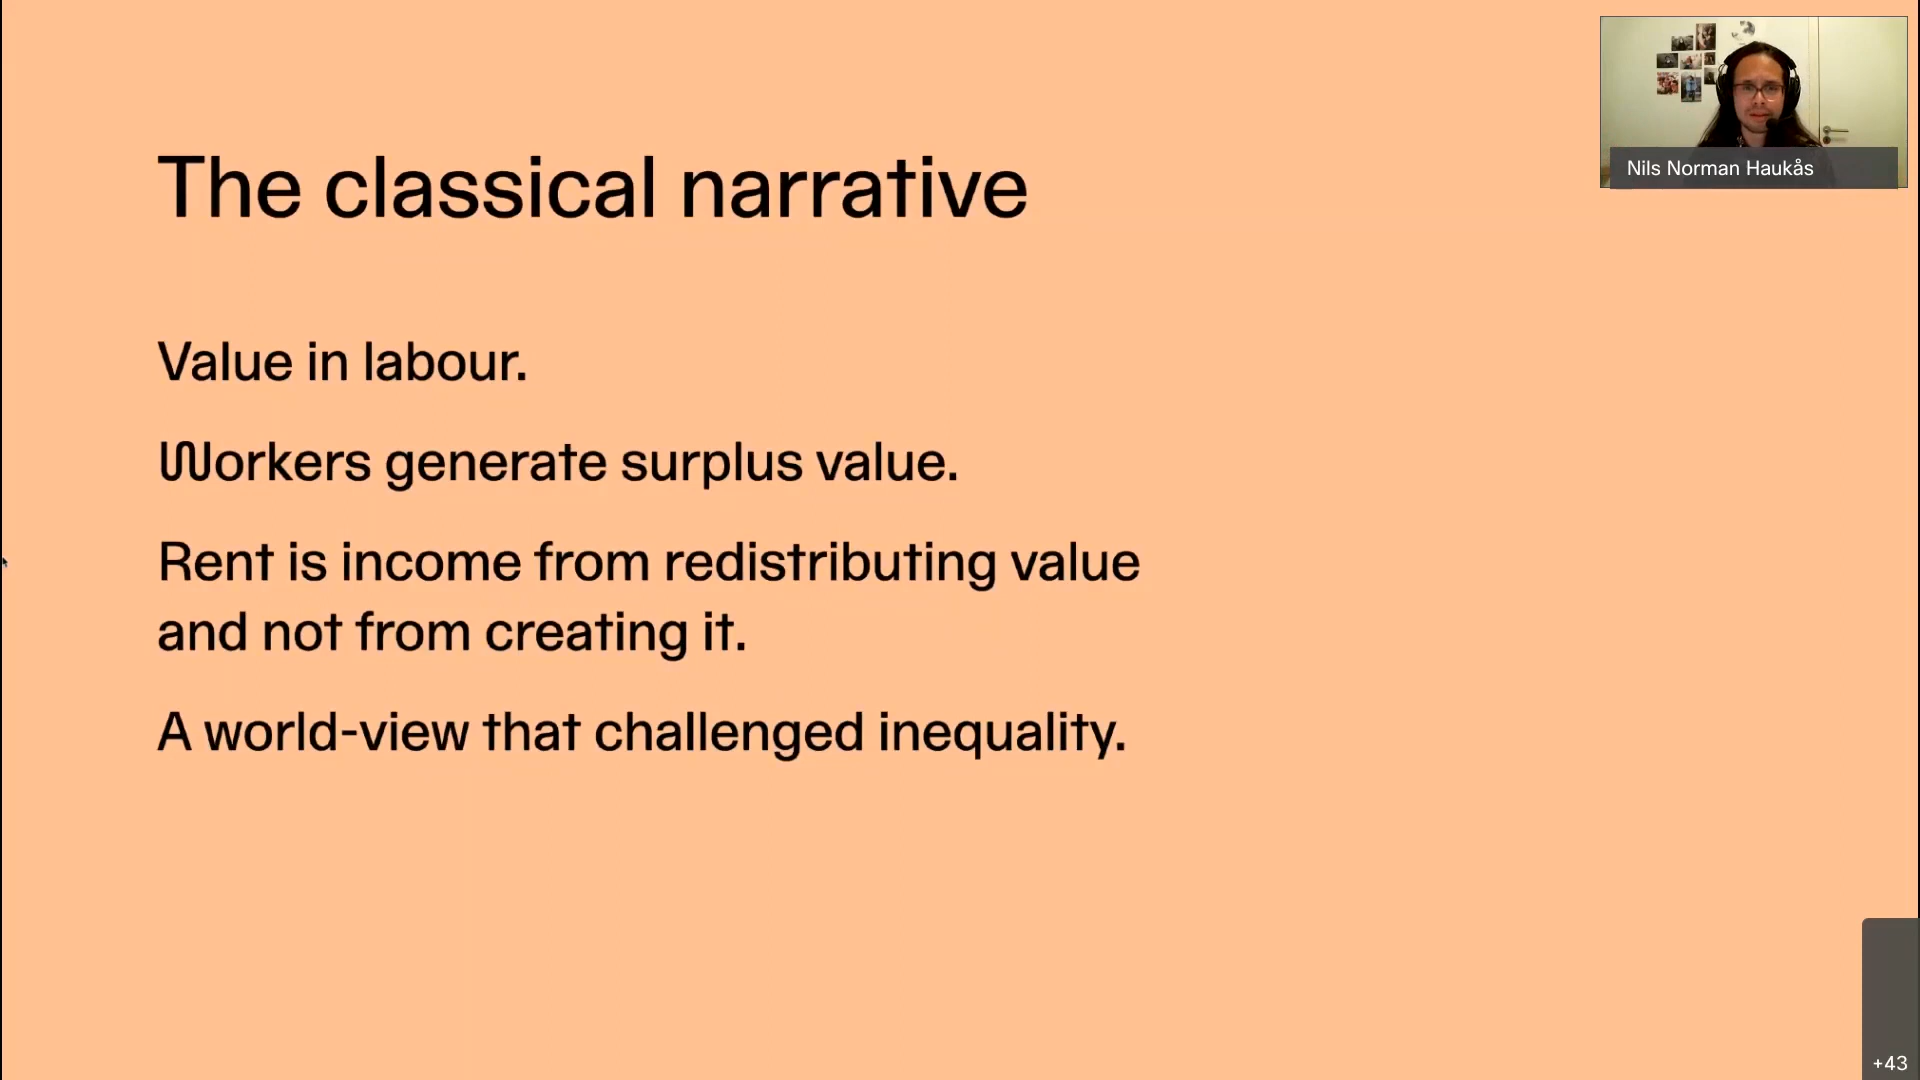 The classical narrative
Nils Norman Haukås
Value in labour.
Workers generate surplus value.
Rent is income from redistributing value
and not from creating it.
A world-view that challenged inequality.
+43